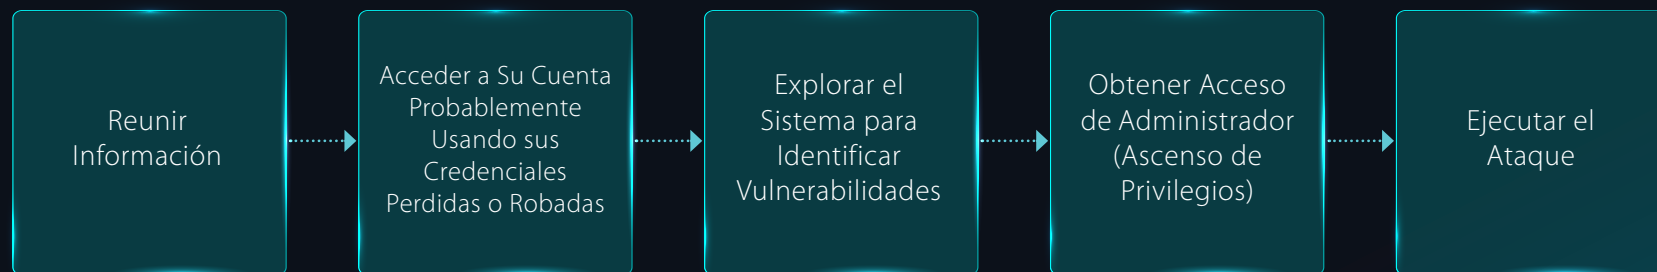 Reunir
Información
Acceder a Su Cuenta
Probablemente
Usando sus
Credenciales
Perdidas o Robadas
Explorar el
Sistema para
Identificar
Vulnerabilidades
Obtener Acceso
de Administrador
(Ascenso de
Privilegios)
Ejecutar el
Ataque